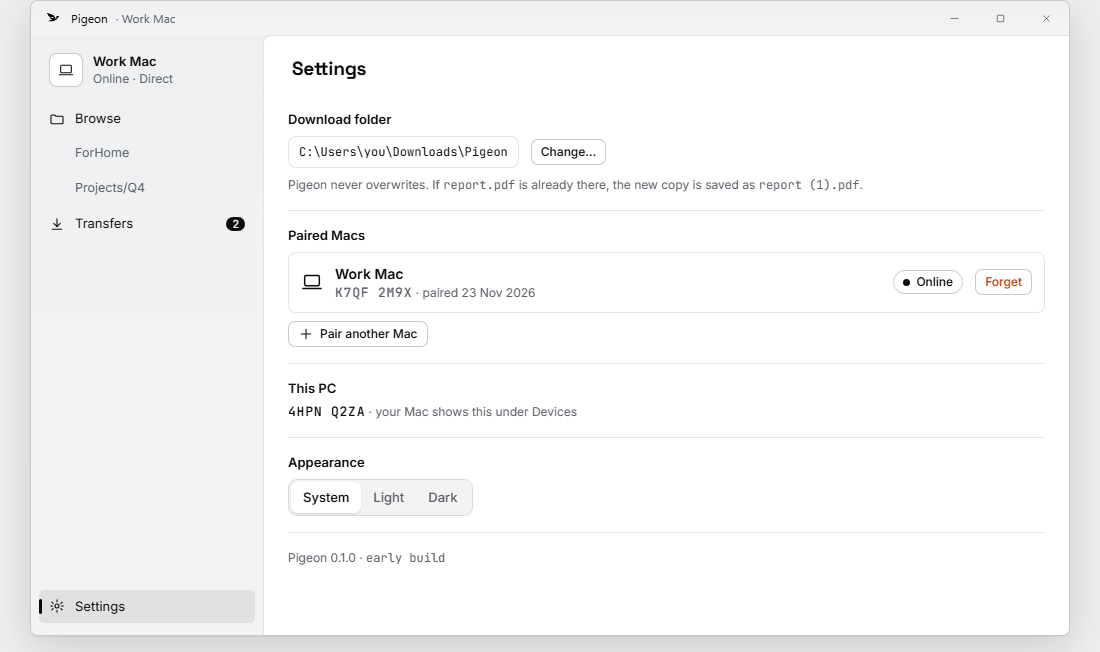 Pigeon · Work Mac
Work Mac
Online · Direct
Browse
ForHome
Projects/Q4
Transfers 2
Settings
Settings
Download folder
C:\Users\you\Downloads\Pigeon Change...
Pigeon never overwrites. If report.pdf is already there, the new copy is saved as report (1).pdf.
Paired Macs
Work Mac
K7QF 2M9X · paired 23 Nov 2026
Online Forget
Pair another Mac
This PC
4HPN Q2ZA · your Mac shows this under Devices
Appearance
System Light Dark
Pigeon 0.1.0 · early build